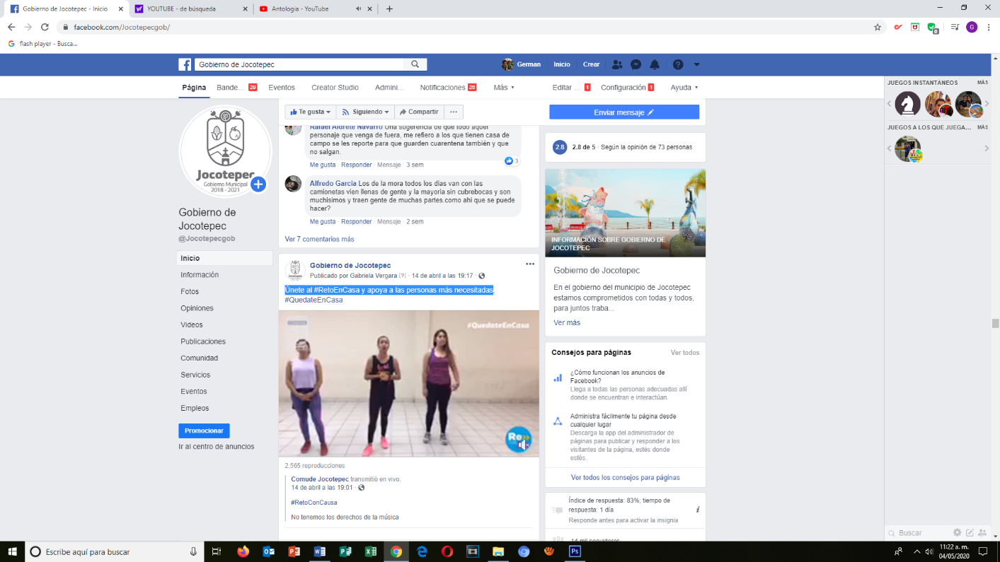 Gobierno de Jocotepec - Inicio
YOUTUBE - de búsqueda
Antologia - YouTube
facebook.com/Jocotepecgob/
flash player - Busca...
Gobierno de Jocotepec
German
Inicio
Crear
Página
Bande... 29
Eventos
Creator Studio
Admini...
Notificaciones 26
Más
Editar ... 1
Configuración 1
Ayuda
Te gusta
Siguiendo
Compartir
Enviar mensaje
Jocotepec
Gobierno Municipal
2018 - 2021
Gobierno de
Jocotepec
@Jocotepecgob
Inicio
Información
Fotos
Opiniones
Videos
Publicaciones
Comunidad
Servicios
Eventos
Empleos
Promocionar
Ir al centro de anuncios
Rafael Aldrete Navarro Una sugerencia de que todo aquel
personaje que venga de fuera, me refiero a los que tienen casa de
campo se les reporte para que guarden cuarentena también y que
no salgan.
Me gusta · Responder · Mensaje · 3 sem
3
Alfredo Garcia Los de la mora todos los dias van con las
camionetas vien llenas de gente y la mayoria sin cubrebocas y son
muchisimos y traen gente de muchas partes.como ahi que se puede
hacer?
Me gusta · Responder · Mensaje · 2 sem
Ver 7 comentarios más
Gobierno de Jocotepec
Publicado por Gabriela Vergara [?] · 14 de abril a las 19:17 ·
Únete al #RetoEnCasa y apoya a las personas más necesitadas
#QuedateEnCasa
#QuedateEnCasa
2,565 reproducciones
Comude Jocotepec transmitió en vivo.
14 de abril a las 19:01 ·
#RetoConCausa
No tenemos los derechos de la música
2.8
2.8 de 5 · Según la opinión de 73 personas
INFORMACIÓN SOBRE GOBIERNO DE
JOCOTEPEC
Gobierno de Jocotepec
En el gobierno del municipio de Jocotepec
estamos comprometidos con todas y todos,
para juntos traba...
Ver más
Consejos para páginas
Ver todos
¿Cómo funcionan los anuncios de
Facebook?
Llega a todas las personas adecuadas allí
donde se encuentran e interactúan.
Administra fácilmente tu página desde
cualquier lugar
Descarga la app del administrador de
páginas para publicar y responder a los
visitantes de la página, estés donde
estés.
Ver todos los consejos para páginas
Índice de respuesta: 83%; tiempo de
respuesta: 1 día
Responde antes para activar la insignia
14 mil seguidores
JUEGOS INSTANTÁNEOS
MÁS
JUEGOS A LOS QUE JUEGA...
MÁS
Buscar
Escribe aquí para buscar
11:22 a. m.
04/05/2020